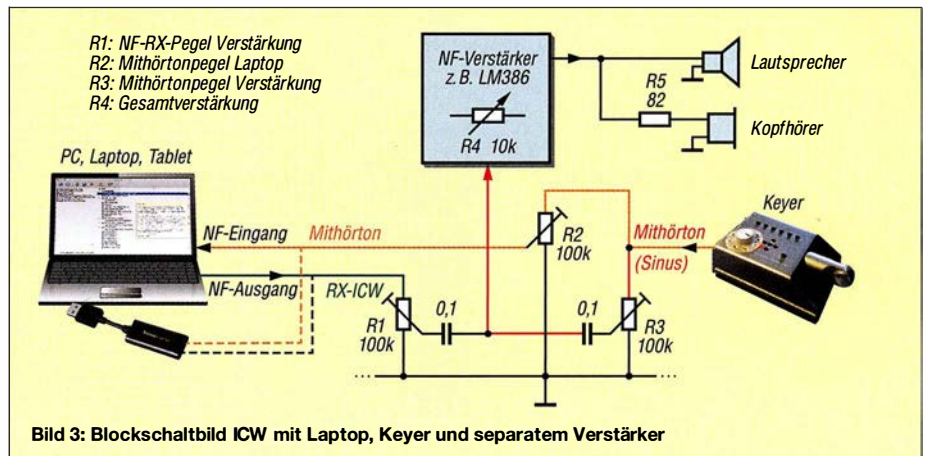 R1: NF-RX-Pegel Verstärkung
R2: Mithörtonpegel Laptop
R3: Mithörtonpegel Verstärkung
R4: Gesamtverstärkung
NF-Verstärker
z. B. LM386
R4 10k
R5
82
Lautsprecher
Kopfhörer
PC, Laptop, Tablet
NF-Eingang
Mithörton
R2
100k
Mithörton
(Sinus)
Keyer
NF-Ausgang
RX-ICW
R1
100k
0,1
0,1
R3
100k
...
...
Bild 3: Blockschaltbild ICW mit Laptop, Keyer und separatem Verstärker